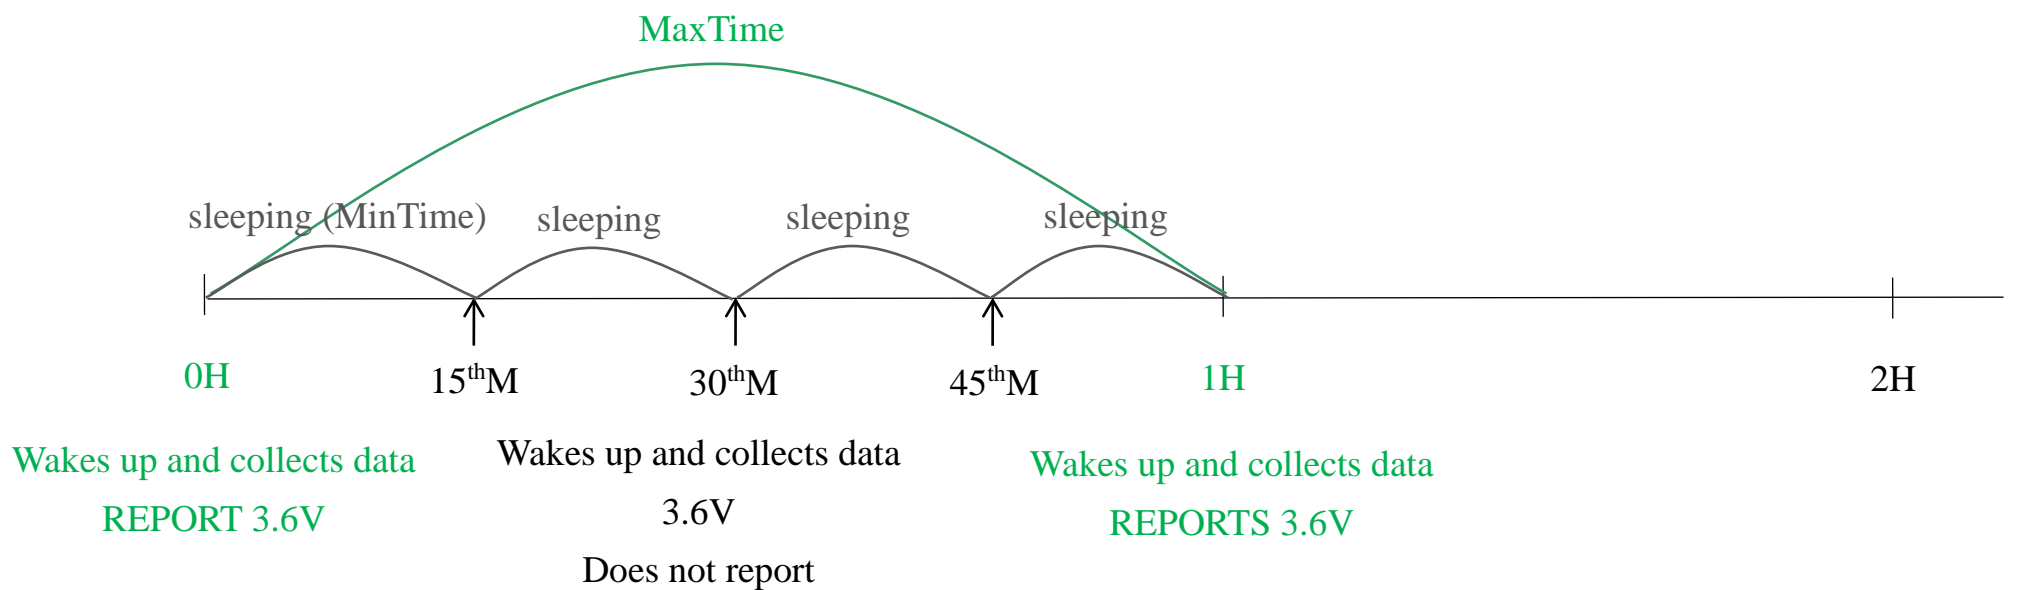 MaxTime
sleeping (MinTime)
sleeping
sleeping
sleeping
0H
15thM
30thM
45thM
1H
2H
Wakes up and collects data
REPORT 3.6V
Wakes up and collects data
3.6V
Does not report
Wakes up and collects data
REPORTS 3.6V